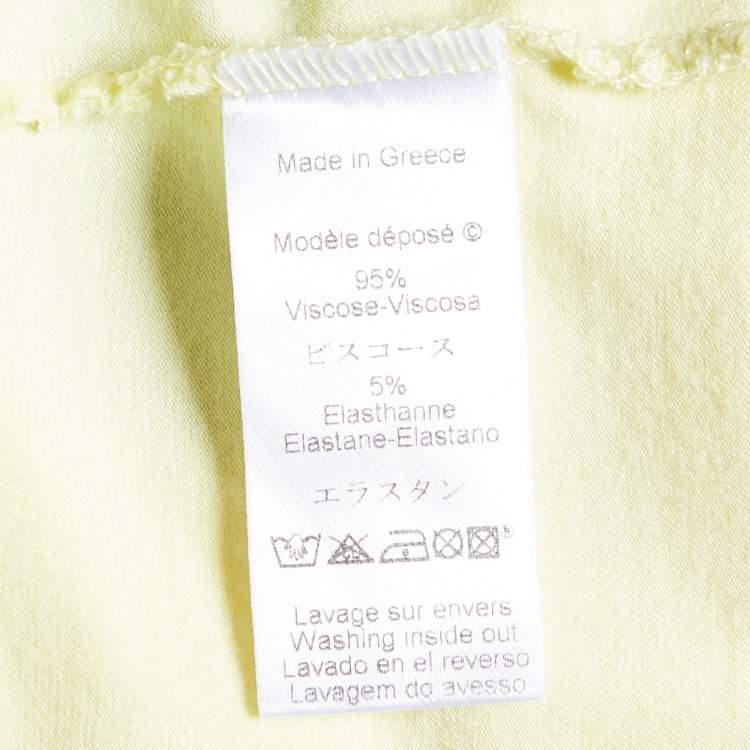 Made in Greece
Modèle déposé ©
95%
Viscose-Viscosa
ビスコース
5%
Elasthanne
Elastane-Elastano
エラスタン
Lavage sur envers
Washing inside out
Lavado en el reverso
Lavagem do avesso